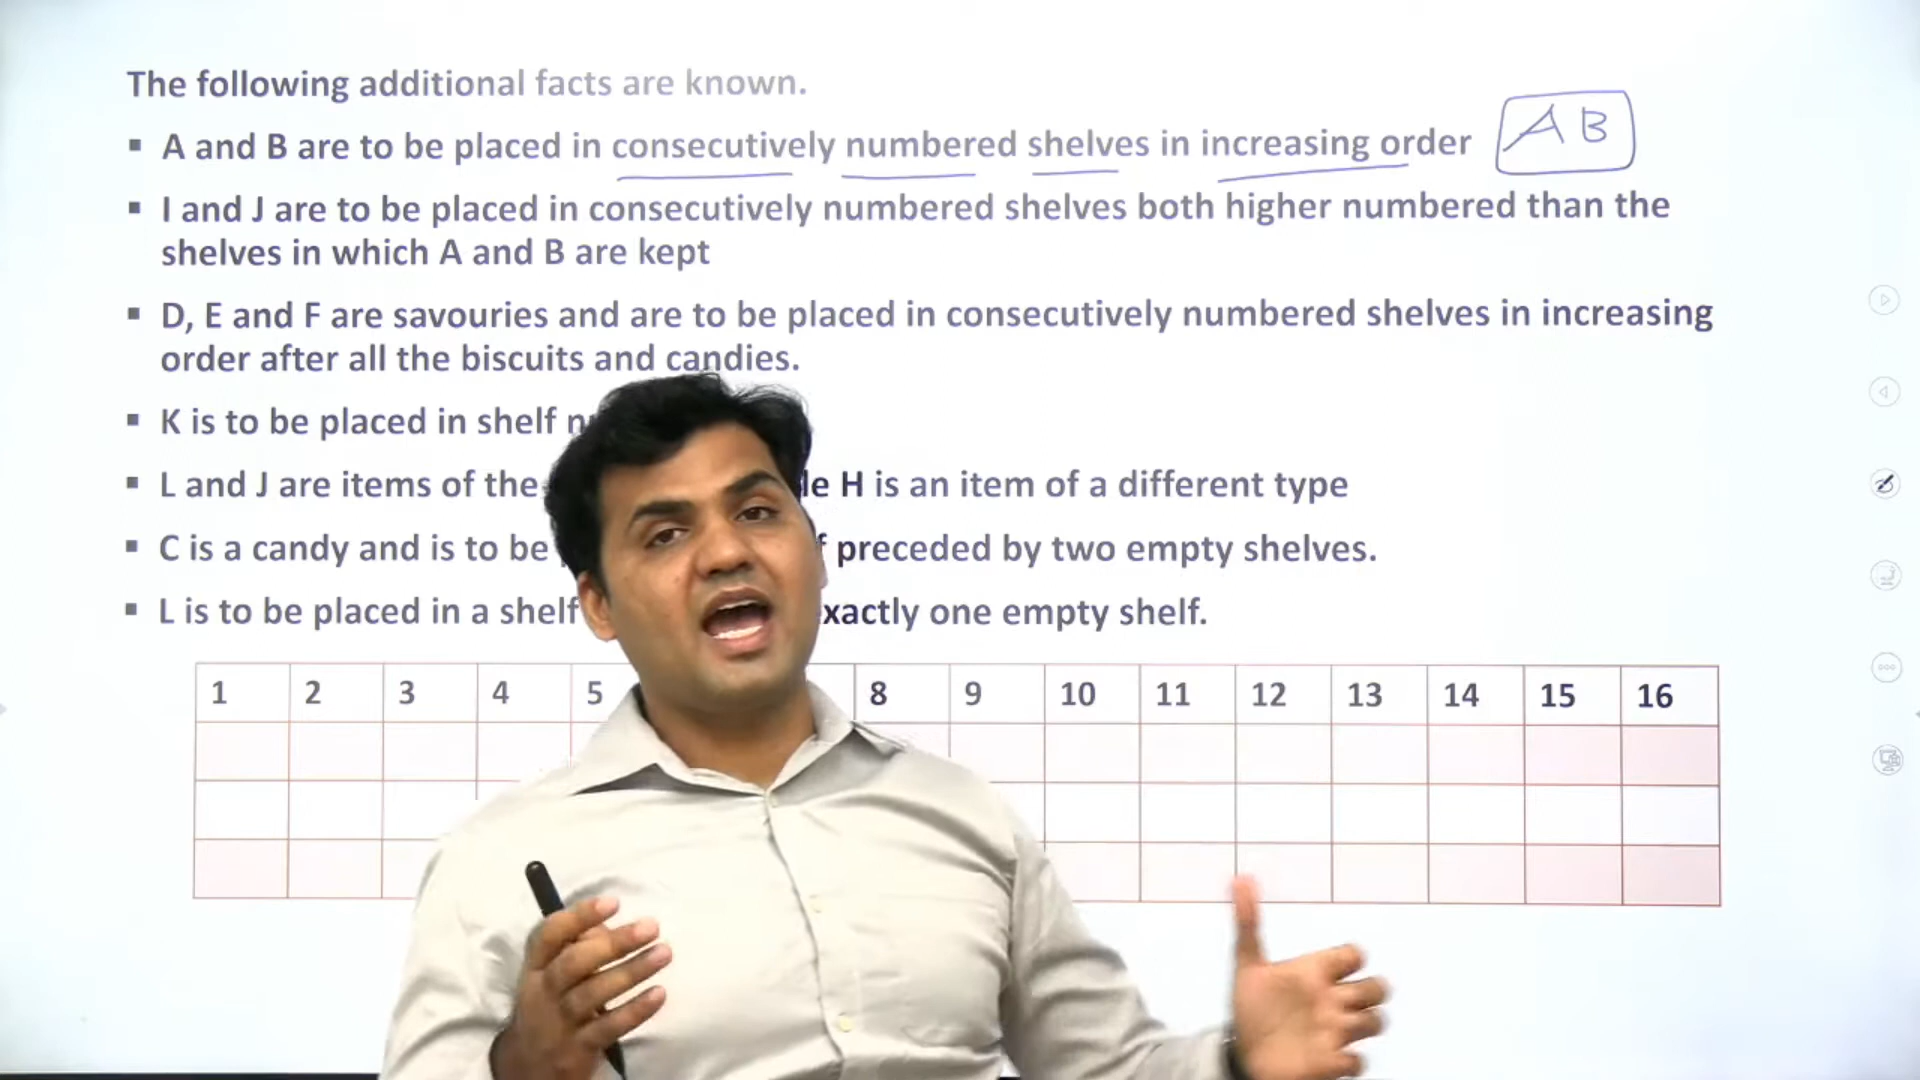 The following additional facts are known.
▪ A and B are to be placed in consecutively numbered shelves in increasing order AB
▪ I and J are to be placed in consecutively numbered shelves both higher numbered than the
shelves in which A and B are kept
▪ D, E and F are savouries and are to be placed in consecutively numbered shelves in increasing
order after all the biscuits and candies.
▪ K is to be placed in shelf
▪ L and J are items of the H is an item of a different type
▪ C is a candy and is to be preceded by two empty shelves.
▪ L is to be placed in a shelf one empty shelf.
1 2 3 4 5 8 9 10 11 12 13 14 15 16